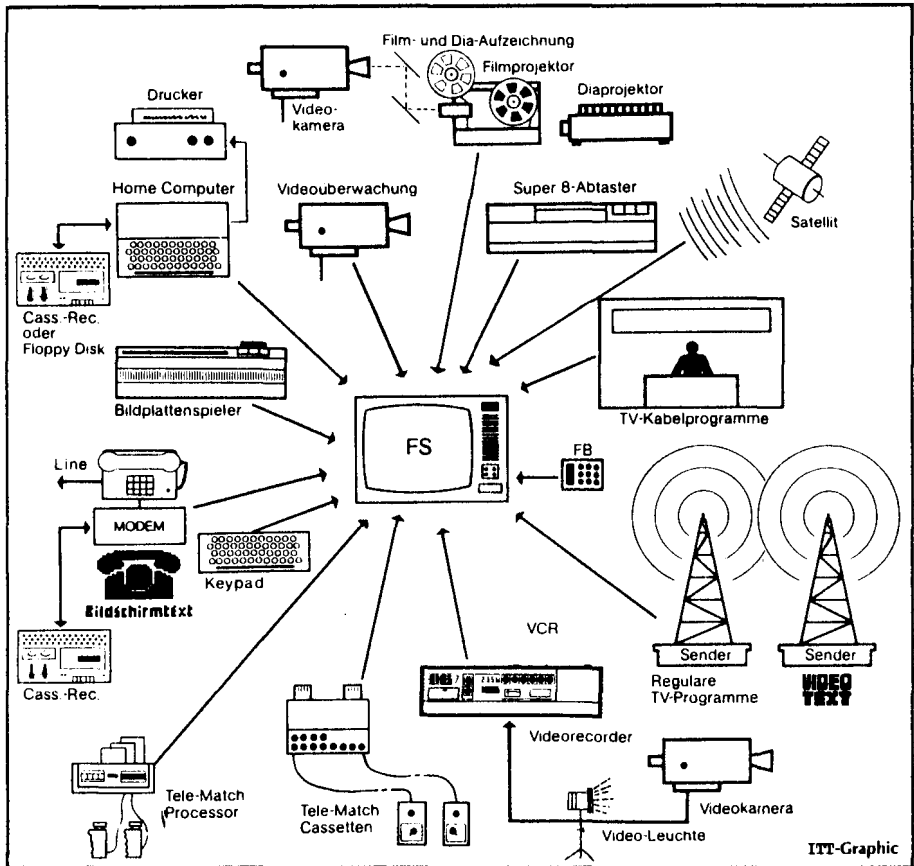 Film- und Dia-Aufzeichnung
Filmprojektor
Video-
kamera
Diaprojektor
Drucker
Home Computer
Videouberwachung
Super 8-Abtaster
Satellit
Cass.-Rec.
oder
Floppy Disk
Bildplattenspieler
TV-Kabelprogramme
FS
FB
Line
MODEM
Bildschirmtext
Keypad
Cass.-Rec.
VCR
Sender
Sender
Regulare
TV-Programme
VIDEO
TEXT
Videorecorder
Tele-Match
Processor
Tele-Match
Cassetten
Videokamera
Video-Leuchte
ITT-Graphic